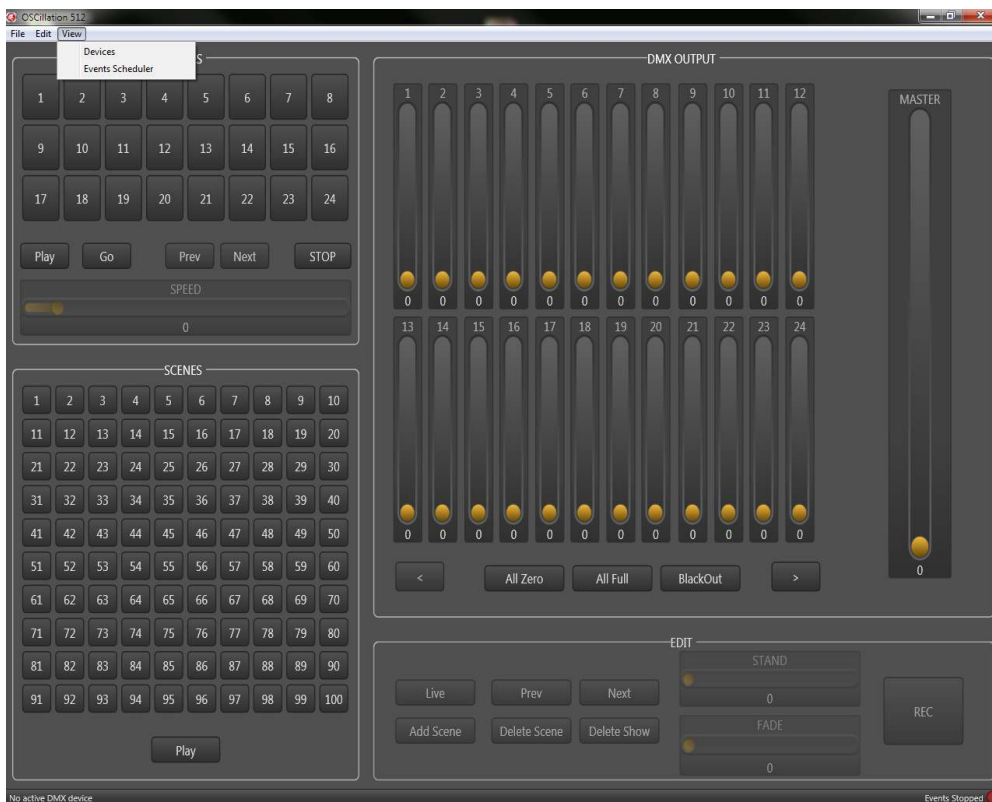 OSCillation 512
File Edit View
Devices
Events Scheduler
S
1 2 3 4 5 6 7 8
9 10 11 12 13 14 15 16
17 18 19 20 21 22 23 24
Play Go Prev Next STOP
SPEED
0
SCENES
1 2 3 4 5 6 7 8 9 10
11 12 13 14 15 16 17 18 19 20
21 22 23 24 25 26 27 28 29 30
31 32 33 34 35 36 37 38 39 40
41 42 43 44 45 46 47 48 49 50
51 52 53 54 55 56 57 58 59 60
61 62 63 64 65 66 67 68 69 70
71 72 73 74 75 76 77 78 79 80
81 82 83 84 85 86 87 88 89 90
91 92 93 94 95 96 97 98 99 100
Play
DMX OUTPUT
1 2 3 4 5 6 7 8 9 10 11 12
0 0 0 0 0 0 0 0 0 0 0 0
13 14 15 16 17 18 19 20 21 22 23 24
0 0 0 0 0 0 0 0 0 0 0 0
< All Zero All Full BlackOut >
MASTER
0
EDIT
Live Prev Next
Add Scene Delete Scene Delete Show
STAND
0
FADE
0
REC
No active DMX device
Events Stopped